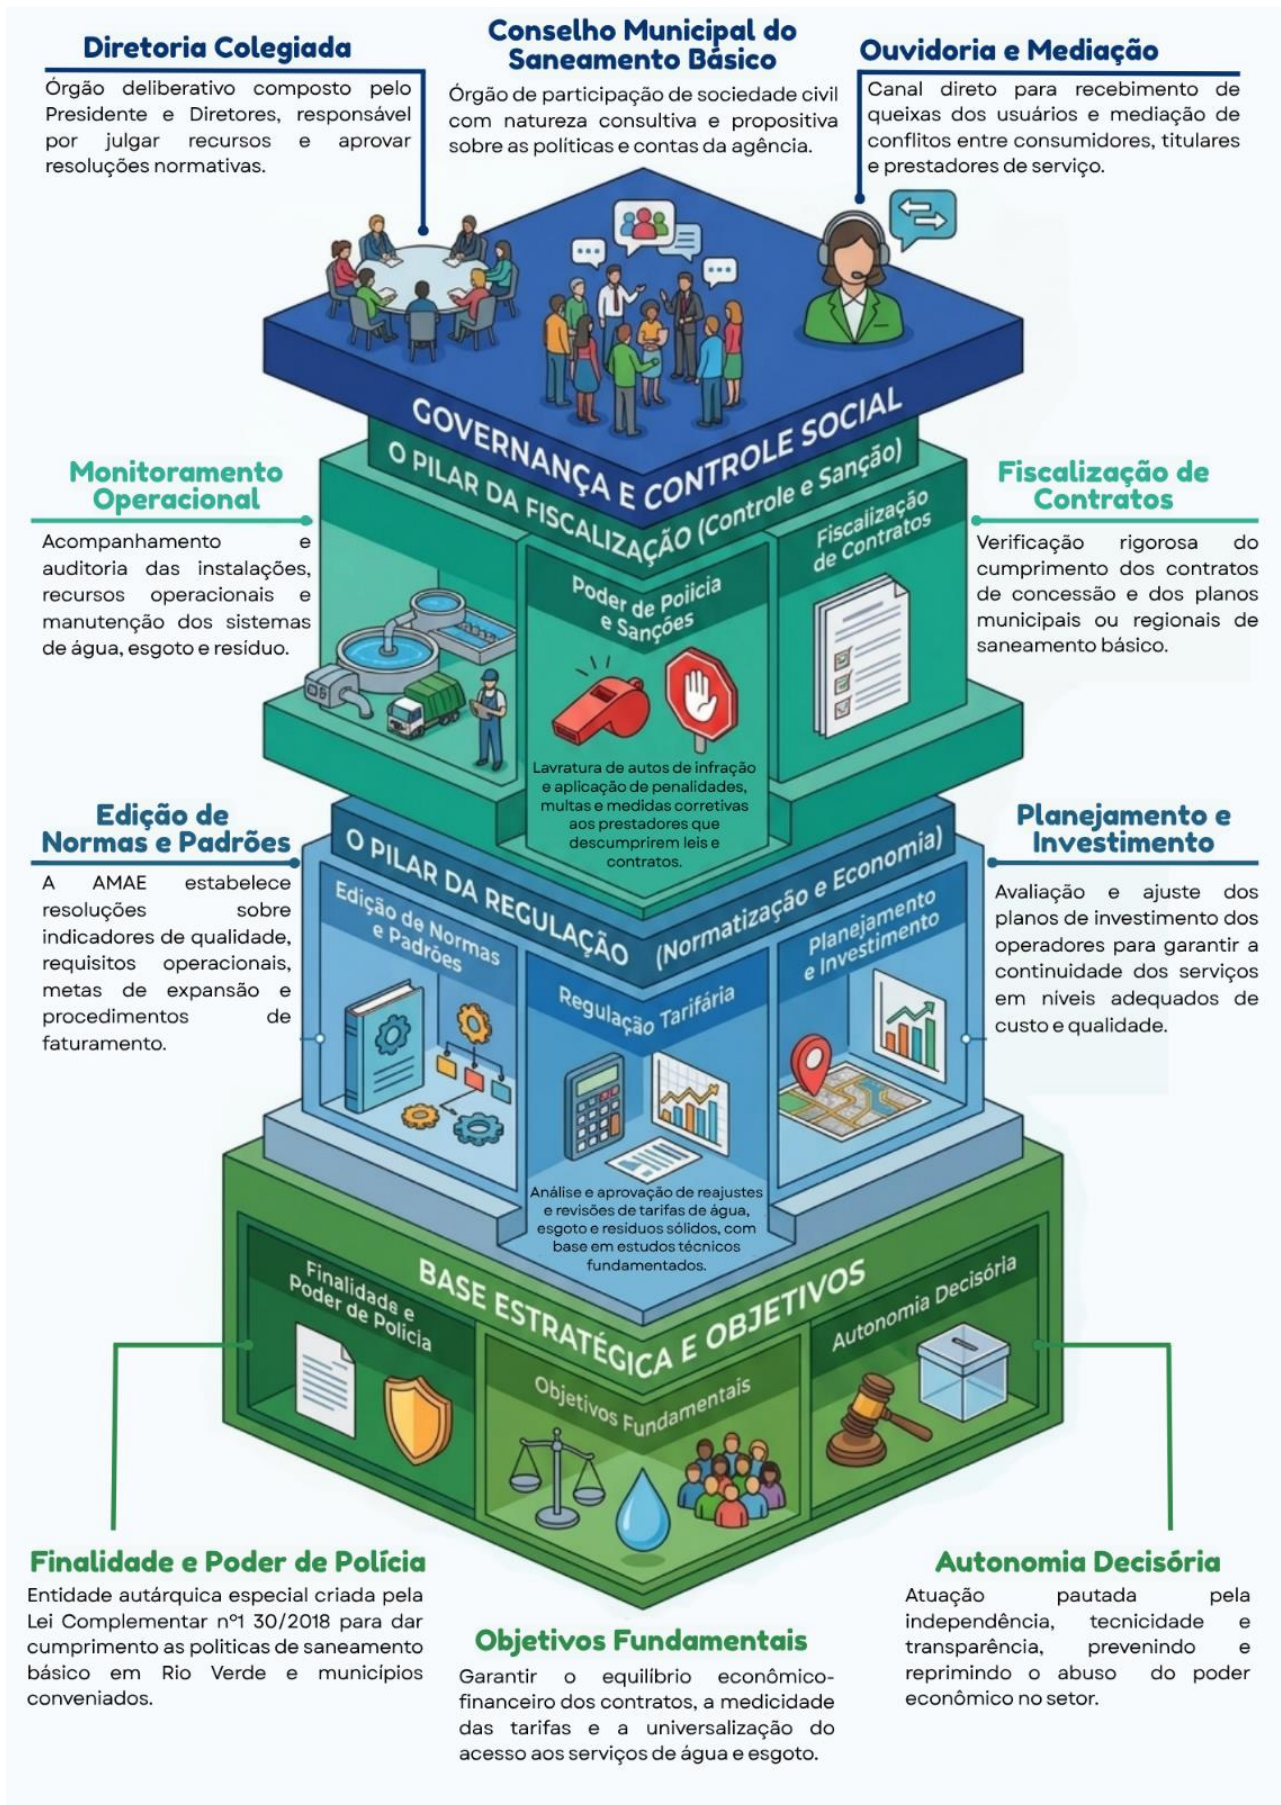 Diretoria Colegiada
Órgão deliberativo composto pelo
Presidente e Diretores, responsável
por julgar recursos e aprovar
resoluções normativas.
Conselho Municipal do
Saneamento Básico
Órgão de participação de sociedade civil
com natureza consultiva e propositiva
sobre as políticas e contas da agência.
Ouvidoria e Mediação
Canal direto para recebimento de
queixas dos usuários e mediação de
conflitos entre consumidores, titulares
e prestadores de serviço.
GOVERNANÇA E CONTROLE SOCIAL
O PILAR DA FISCALIZAÇÃO (Controle e Sanção)
Monitoramento
Operacional
Acompanhamento e
auditoria das instalações,
recursos operacionais e
manutenção dos sistemas
de água, esgoto e resíduo.
Poder de Poiicia
e Sanções
Lavratura de autos de infração
e aplicação de penalidades,
multas e medidas corretivas
aos prestadores que
descumprirem leis e
contratos.
Fiscalização
de Contratos
Fiscalização de
Contratos
Verificação rigorosa do
cumprimento dos contratos
de concessão e dos planos
municipais ou regionais de
saneamento básico.
O PILAR DA REGULAÇÃO (Normatização e Economia)
Edição de
Normas e Padrões
A AMAE estabelece
resoluções sobre
indicadores de qualidade,
requisitos operacionais,
metas de expansão e
procedimentos de
faturamento.
Edição de Normas
e Padrões
Regulação Tarifária
Análise e aprovação de reajustes
e revisões de tarifas de água,
esgoto e resíduos sólidos, com
base em estudos técnicos
fundamentados.
Planejamento
e Investimento
Planejamento e
Investimento
Avaliação e ajuste dos
planos de investimento dos
operadores para garantir a
continuidade dos serviços
em níveis adequados de
custo e qualidade.
BASE ESTRATÉGICA E OBJETIVOS
Finalidade e
Poder de Policia
Objetivos Fundamentais
Autonomia Decisória
Finalidade e Poder de Polícia
Entidade autárquica especial criada pela
Lei Complementar nº1 30/2018 para dar
cumprimento as politicas de saneamento
básico em Rio Verde e municípios
conveniados.
Objetivos Fundamentais
Garantir o equilíbrio econômico-
financeiro dos contratos, a medicidade
das tarifas e a universalização do
acesso aos serviços de água e esgoto.
Autonomia Decisória
Atuação pautada pela
independência, tecnicidade e
transparência, prevenindo e
reprimindo o abuso do poder
econômico no setor.